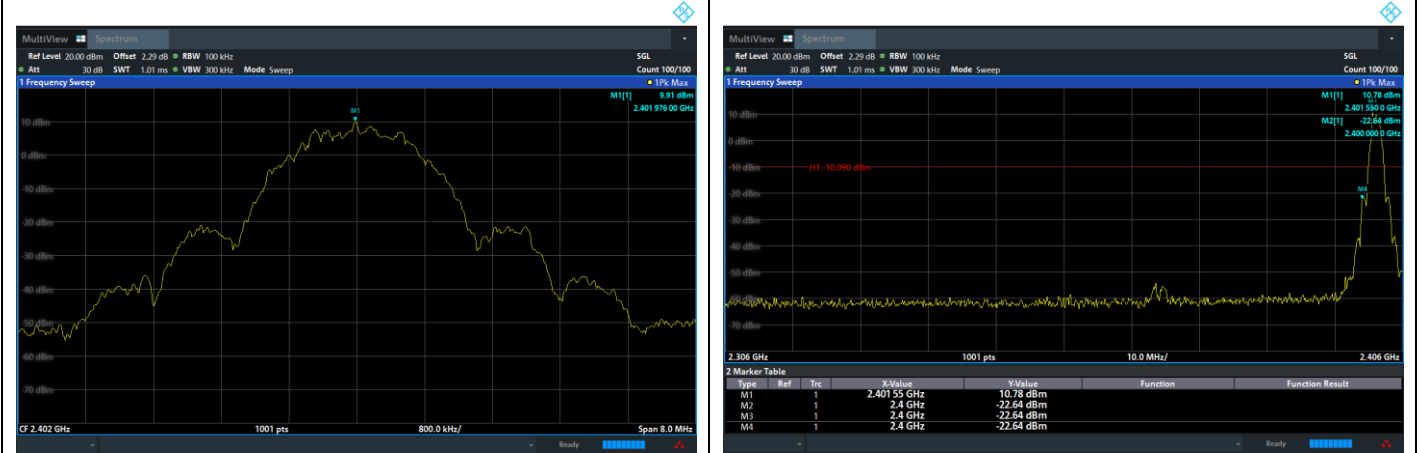 MultiView Spectrum
Ref Level 20.00 dBm Offset 2.29 dB RBW 100 kHz SGL
Att 30 dB SWT 1.01 ms VBW 300 kHz Mode Sweep Count 100/100
1 Frequency Sweep 1Pk Max
M1[1] 9.91 dBm
2.401 976 00 GHz
M1
10 dBm
0 dBm
-10 dBm
-20 dBm
-30 dBm
-40 dBm
-50 dBm
-60 dBm
-70 dBm
CF 2.402 GHz 1001 pts 800.0 kHz/ Span 8.0 MHz
Ready
MultiView Spectrum
Ref Level 20.00 dBm Offset 2.29 dB RBW 100 kHz SGL
Att 30 dB SWT 1.01 ms VBW 300 kHz Mode Sweep Count 100/100
1 Frequency Sweep 1Pk Max
M1[1] 10.78 dBm
2.401 550 0 GHz
M2[1] -22.64 dBm
2.400 000 0 GHz
10 dBm
0 dBm
-10 dBm
H1 -10.090 dBm
-20 dBm
M4
-30 dBm
-40 dBm
-50 dBm
-70 dBm
2.306 GHz 1001 pts 10.0 MHz/ 2.406 GHz
2 Marker Table
Type Ref Trc X-Value Y-Value Function Function Result
M1 1 2.401 55 GHz 10.78 dBm
M2 1 2.4 GHz -22.64 dBm
M3 1 2.4 GHz -22.64 dBm
M4 1 2.4 GHz -22.64 dBm
Ready